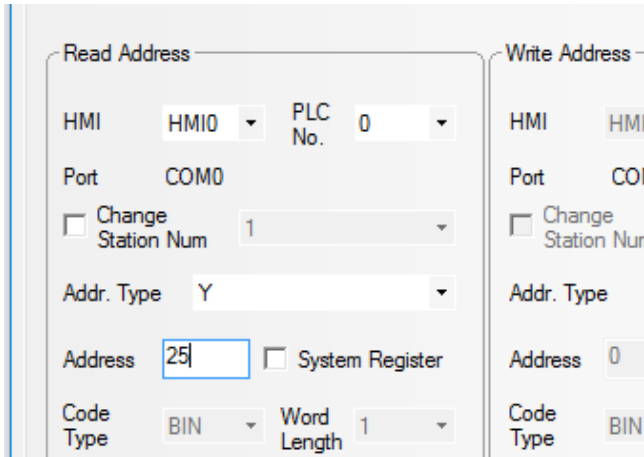 Read Address
Write Address
HMI HMI0 PLC No. 0
HMI HMI
Port COM0
Port
Change Station Num 1
Change
Station
Addr. Type Y
Addr. Type
Address 25 System Register
Address 0
Code Type BIN Word Length 1
Code Type BIN